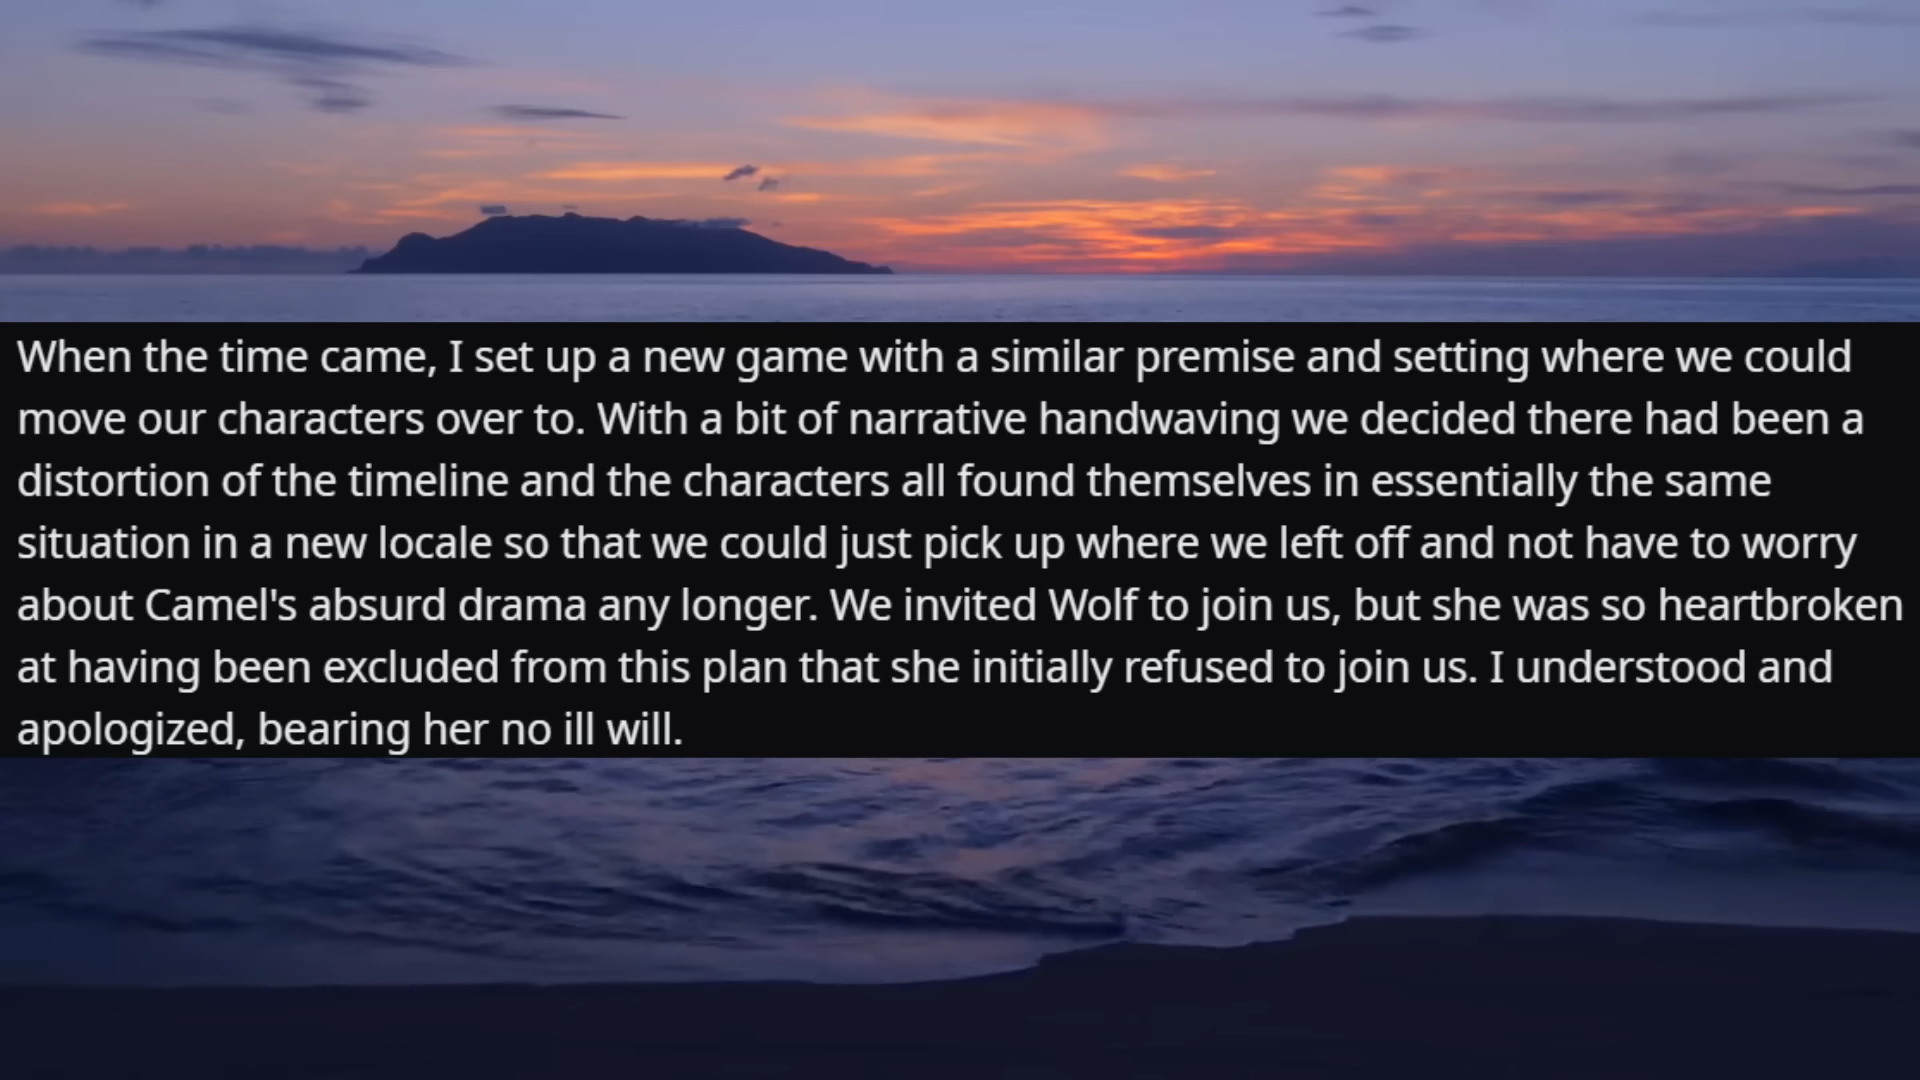 When the time came, I set up a new game with a similar premise and setting where we could
move our characters over to. With a bit of narrative handwaving we decided there had been a
distortion of the timeline and the characters all found themselves in essentially the same
situation in a new locale so that we could just pick up where we left off and not have to worry
about Camel's absurd drama any longer. We invited Wolf to join us, but she was so heartbroken
at having been excluded from this plan that she initially refused to join us. I understood and
apologized, bearing her no ill will.